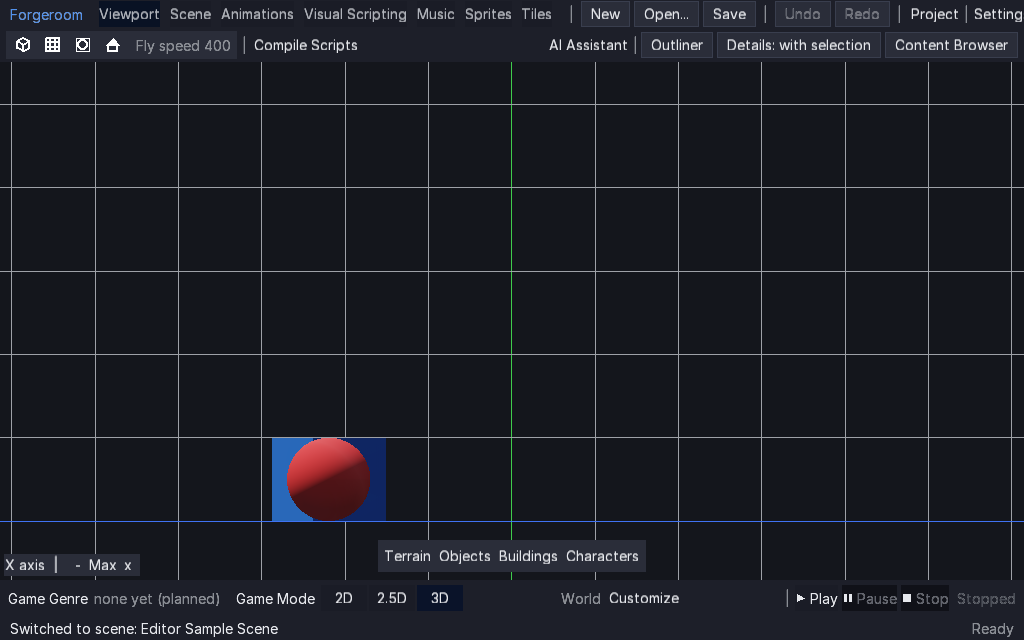 Forgeroom Viewport Scene Animations Visual Scripting Music Sprites Tiles | New Open... Save | Undo Redo | Project | Setting
Fly speed 400 | Compile Scripts AI Assistant | Outliner Details: with selection Content Browser
Terrain Objects Buildings Characters
X axis | - Max x
Game Genre none yet (planned) Game Mode 2D 2.5D 3D World Customize | Play Pause Stop Stopped
Switched to scene: Editor Sample Scene Ready